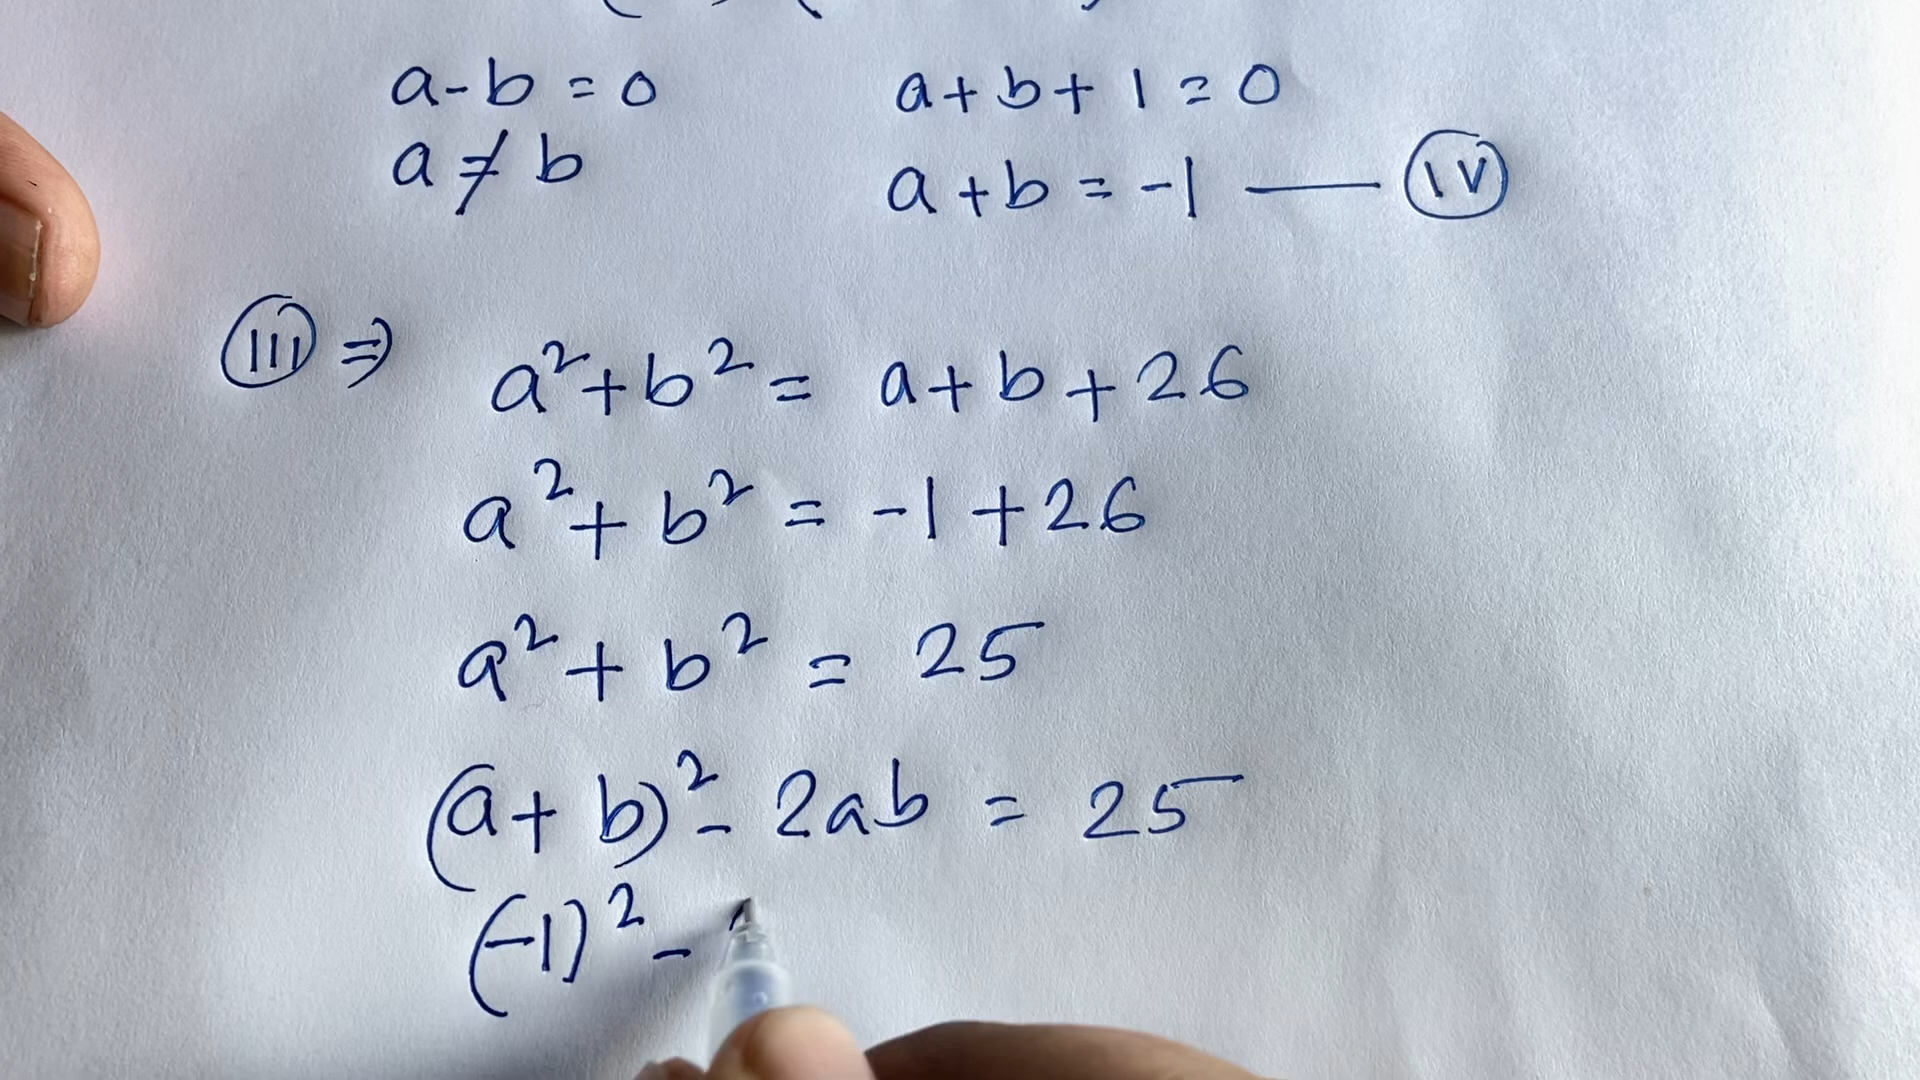 a-b=0
a≠b
a+b+1=0
a+b=-1 —— (IV)
(III) ⇒ a²+b² = a+b+26
a²+b² = -1+26
a²+b² = 25
(a+b)² - 2ab = 25
(-1)² -